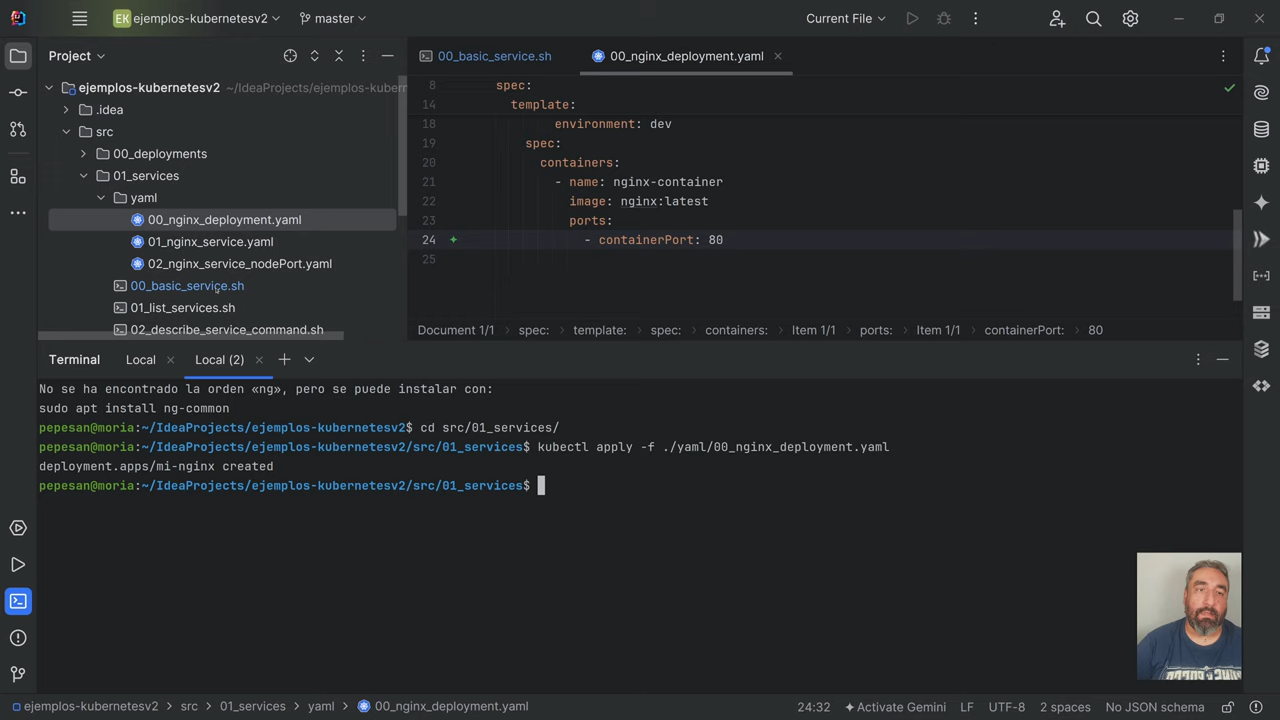 EK ejemplos-kubernetesv2 master Current File
Project
ejemplos-kubernetesv2 ~/IdeaProjects/ejemplos-kuber
.idea
src
00_deployments
01_services
yaml
00_nginx_deployment.yaml
01_nginx_service.yaml
02_nginx_service_nodePort.yaml
00_basic_service.sh
01_list_services.sh
02_describe_service_command.sh
00_basic_service.sh 00_nginx_deployment.yaml
8 spec:
14 template:
18 environment: dev
19 spec:
20 containers:
21 - name: nginx-container
22 image: nginx:latest
23 ports:
24 - containerPort: 80
25
Document 1/1 spec: template: spec: containers: Item 1/1 ports: Item 1/1 containerPort: 80
Terminal Local Local (2)
No se ha encontrado la orden «ng», pero se puede instalar con:
sudo apt install ng-common
pepesan@moria:~/IdeaProjects/ejemplos-kubernetesv2$ cd src/01_services/
pepesan@moria:~/IdeaProjects/ejemplos-kubernetesv2/src/01_services$ kubectl apply -f ./yaml/00_nginx_deployment.yaml
deployment.apps/mi-nginx created
pepesan@moria:~/IdeaProjects/ejemplos-kubernetesv2/src/01_services$
ejemplos-kubernetesv2 src 01_services yaml 00_nginx_deployment.yaml 24:32 Activate Gemini LF UTF-8 2 spaces No JSON schema